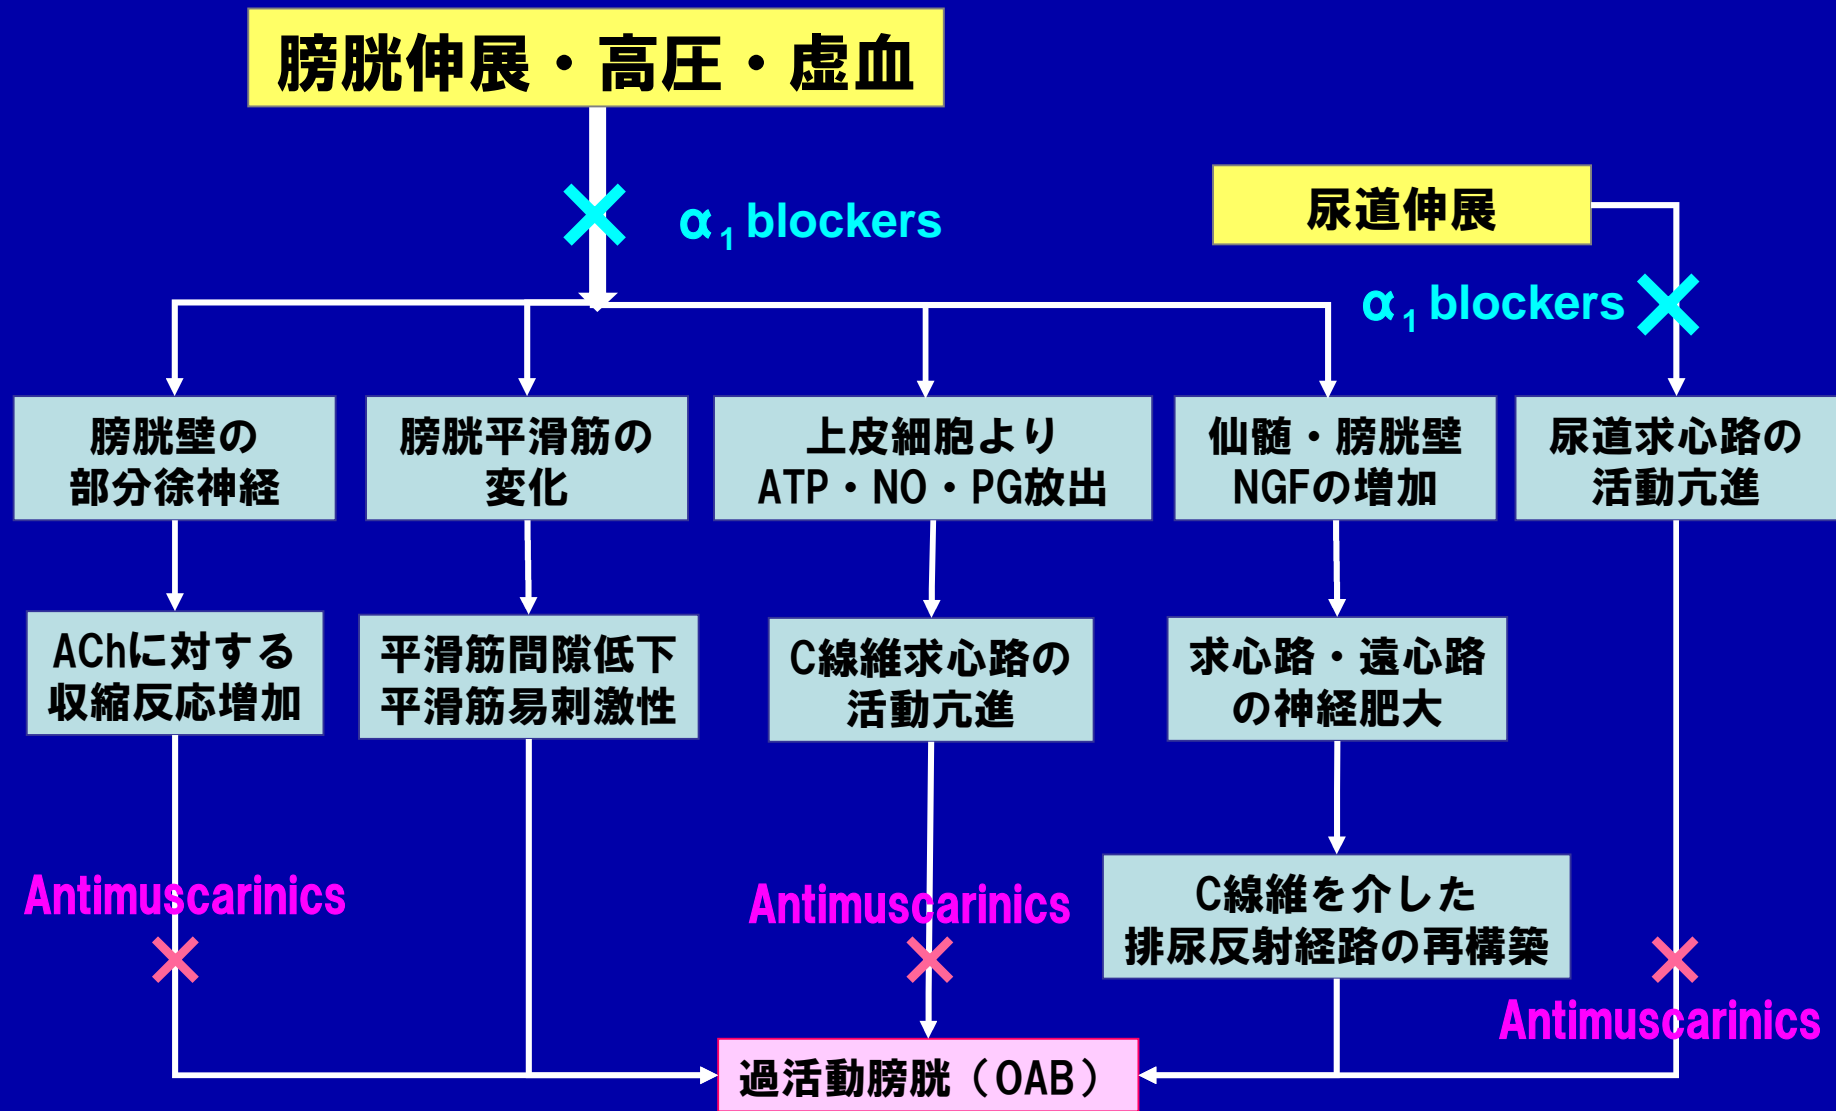 膀胱伸展・高圧・虚血
α1 blockers
尿道伸展
α1 blockers
膀胱壁の
部分徐神経
膀胱平滑筋の
変化
上皮細胞より
ATP・NO・PG放出
仙髄・膀胱壁
NGFの増加
尿道求心路の
活動亢進
AChに対する
収縮反応増加
平滑筋間隙低下
平滑筋易刺激性
C線維求心路の
活動亢進
求心路・遠心路
の神経肥大
Antimuscarinics
Antimuscarinics
C線維を介した
排尿反射経路の再構築
Antimuscarinics
過活動膀胱（OAB）